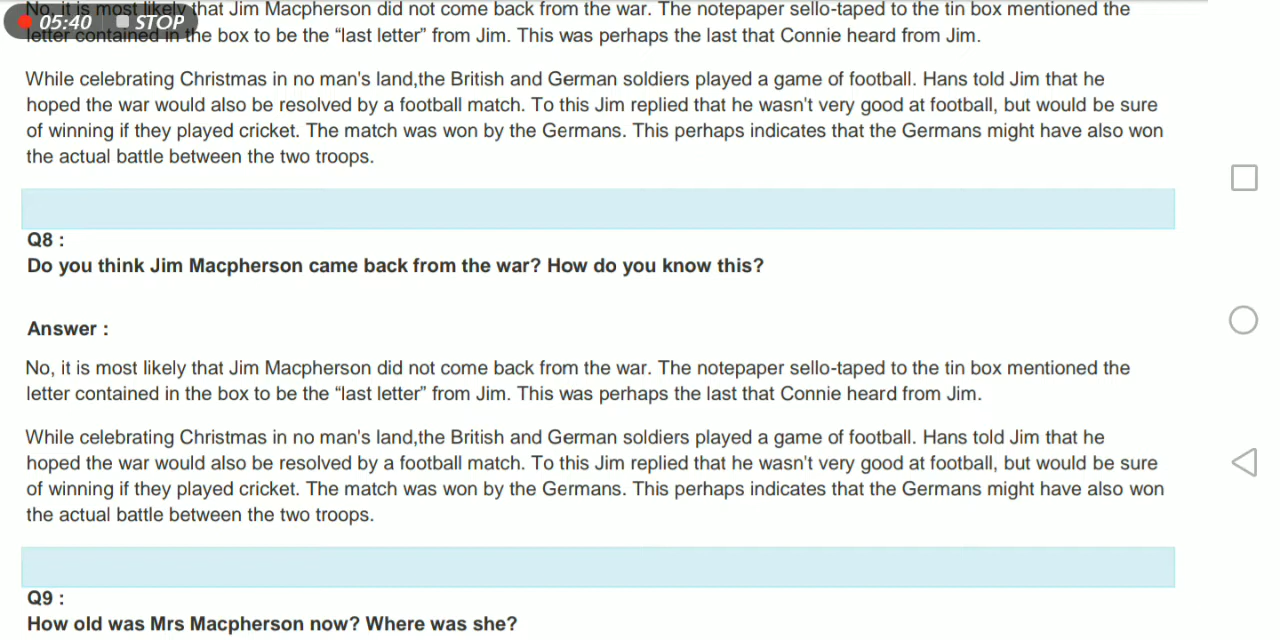 No, it is most likely that Jim Macpherson did not come back from the war. The notepaper sello-taped to the tin box mentioned the
05:40 STOP
letter contained in the box to be the “last letter” from Jim. This was perhaps the last that Connie heard from Jim.
While celebrating Christmas in no man's land,the British and German soldiers played a game of football. Hans told Jim that he
hoped the war would also be resolved by a football match. To this Jim replied that he wasn't very good at football, but would be sure
of winning if they played cricket. The match was won by the Germans. This perhaps indicates that the Germans might have also won
the actual battle between the two troops.
Q8 :
Do you think Jim Macpherson came back from the war? How do you know this?
Answer :
No, it is most likely that Jim Macpherson did not come back from the war. The notepaper sello-taped to the tin box mentioned the
letter contained in the box to be the “last letter” from Jim. This was perhaps the last that Connie heard from Jim.
While celebrating Christmas in no man's land,the British and German soldiers played a game of football. Hans told Jim that he
hoped the war would also be resolved by a football match. To this Jim replied that he wasn't very good at football, but would be sure
of winning if they played cricket. The match was won by the Germans. This perhaps indicates that the Germans might have also won
the actual battle between the two troops.
Q9 :
How old was Mrs Macpherson now? Where was she?